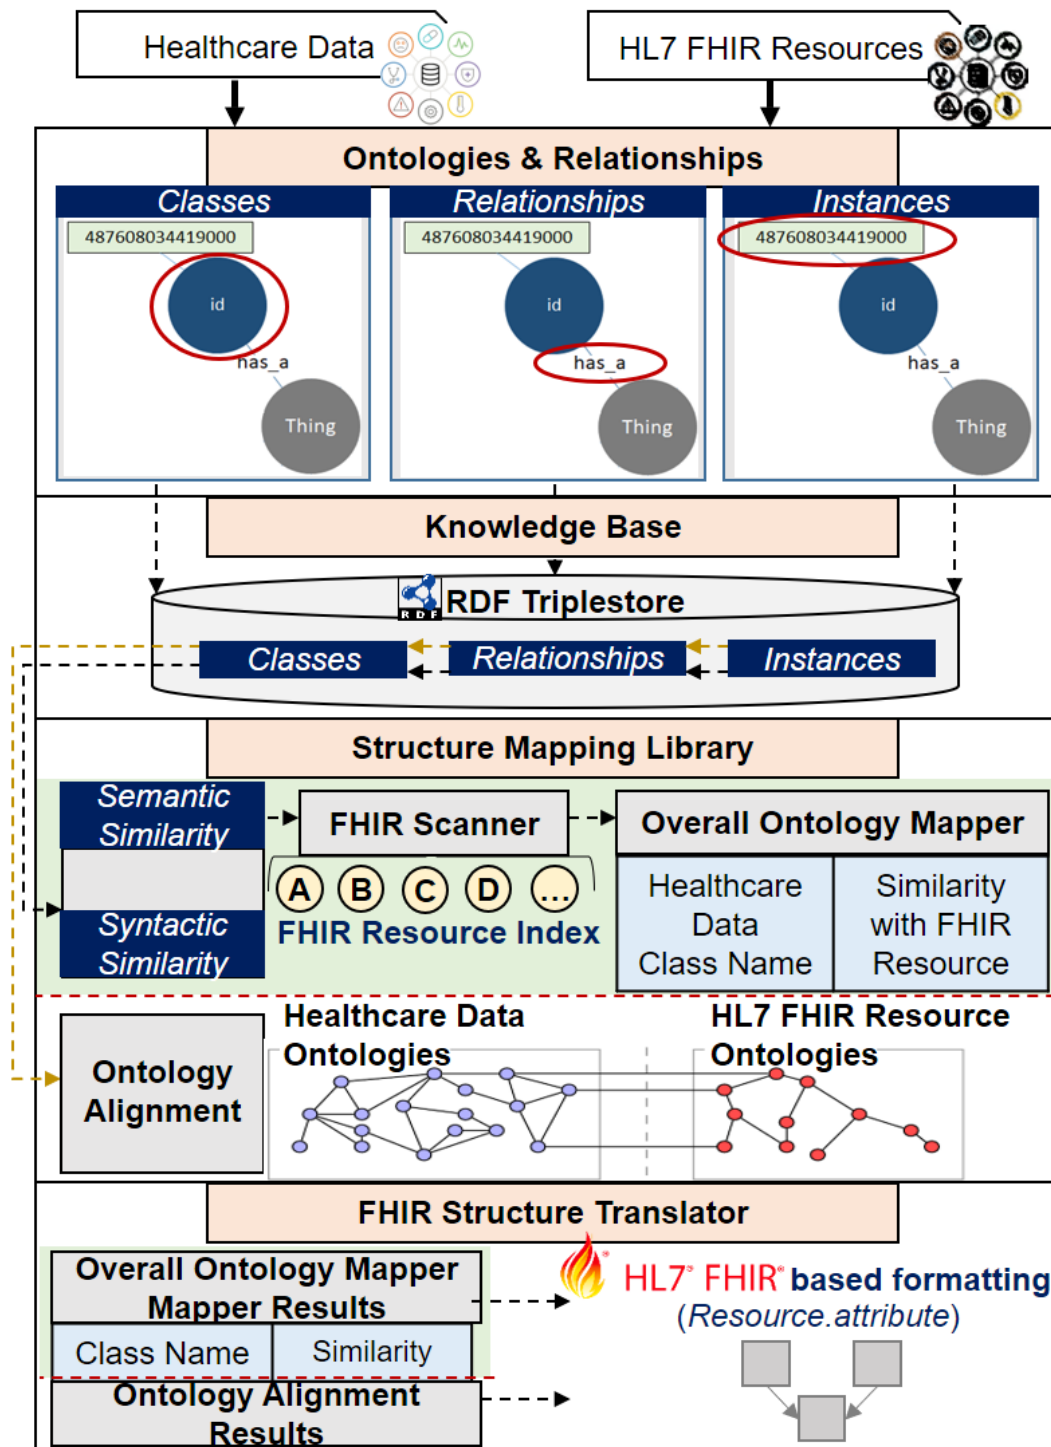 Healthcare Data
HL7 FHIR Resources
Ontologies & Relationships
Classes
Relationships
Instances
487608034419000
487608034419000
487608034419000
id
id
id
has_a
has_a
has_a
Thing
Thing
Thing
Knowledge Base
RDF
RDF Triplestore
Classes
Relationships
Instances
Structure Mapping Library
Semantic
Similarity
Syntactic
Similarity
FHIR Scanner
A B C D ...
FHIR Resource Index
Overall Ontology Mapper
Healthcare
Data
Class Name
Similarity
with FHIR
Resource
Ontology
Alignment
Healthcare Data
Ontologies
HL7 FHIR Resource
Ontologies
FHIR Structure Translator
Overall Ontology Mapper
Mapper Results
Class Name
Similarity
Ontology Alignment
Results
HL7® FHIR® based formatting
(Resource.attribute)